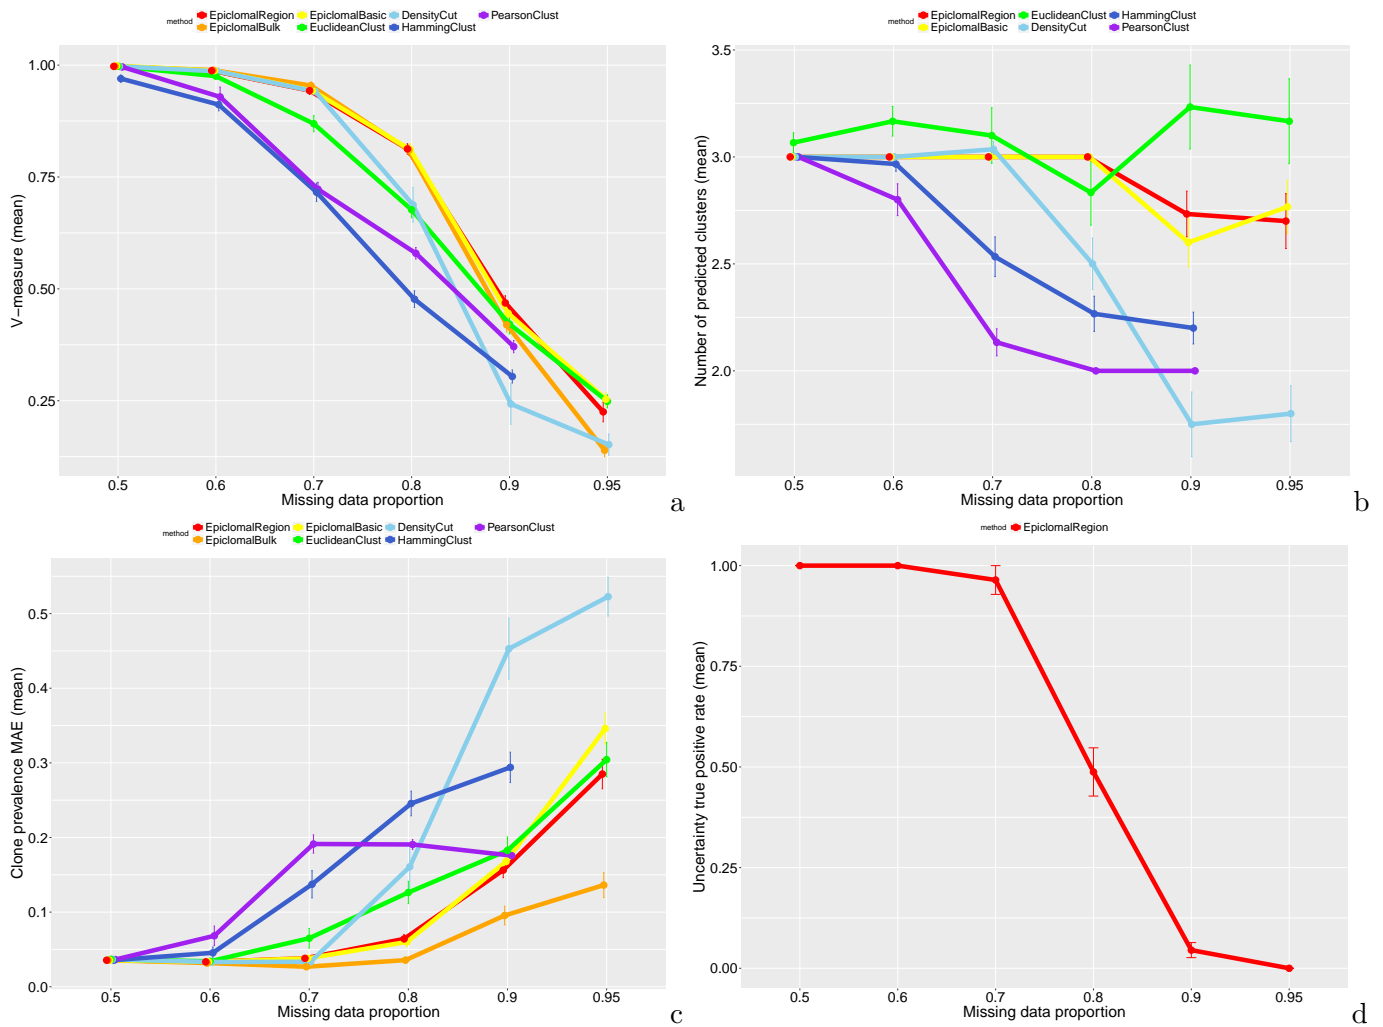 method EpiclomalRegion EpiclomalBasic DensityCut PearsonClust
EpiclomalBulk EuclideanClust HammingClust
1.00
0.75
0.50
0.25
V−measure (mean)
0.5 0.6 0.7 0.8 0.9 0.95
Missing data proportion
a
method EpiclomalRegion EuclideanClust HammingClust
EpiclomalBasic DensityCut PearsonClust
3.5
3.0
2.5
2.0
Number of predicted clusters (mean)
0.5 0.6 0.7 0.8 0.9 0.95
Missing data proportion
b
method EpiclomalRegion EpiclomalBasic DensityCut PearsonClust
EpiclomalBulk EuclideanClust HammingClust
0.5
0.4
0.3
0.2
0.1
0.0
Clone prevalence MAE (mean)
0.5 0.6 0.7 0.8 0.9 0.95
Missing data proportion
c
method EpiclomalRegion
1.00
0.75
0.50
0.25
0.00
Uncertainty true positive rate (mean)
0.5 0.6 0.7 0.8 0.9 0.95
Missing data proportion
d